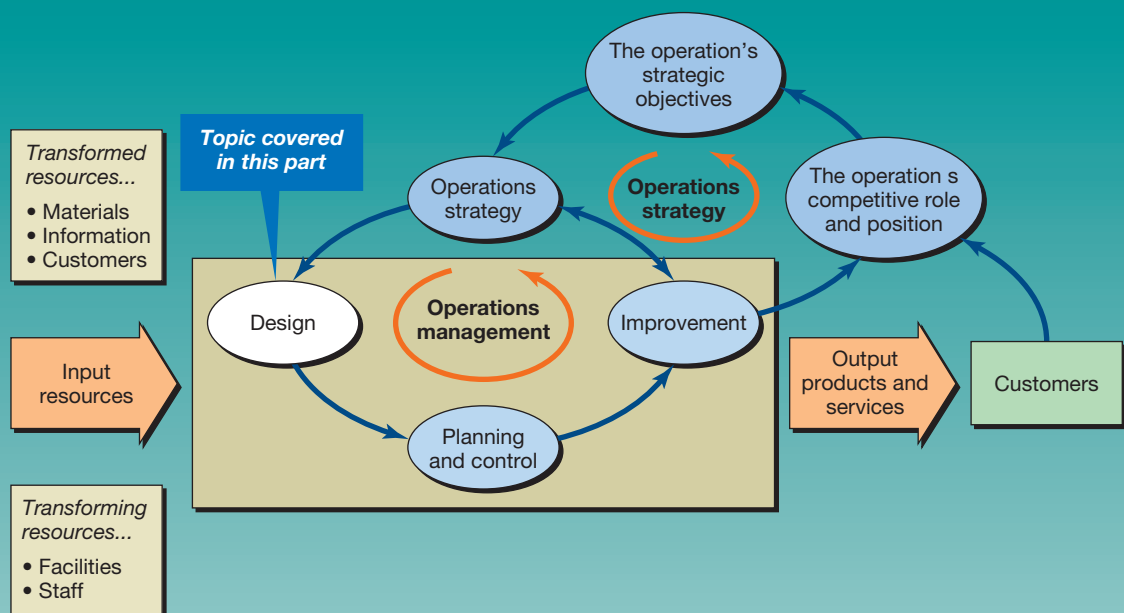 The operation's
strategic
objectives
Topic covered
in this part
Transformed
resources...
• Materials
• Information
• Customers
Operations
strategy
Operations
strategy
The operation s
competitive role
and position
Design
Operations
management
Improvement
Input
resources
Output
products and
services
Customers
Planning
and control
Transforming
resources...
• Facilities
• Staff